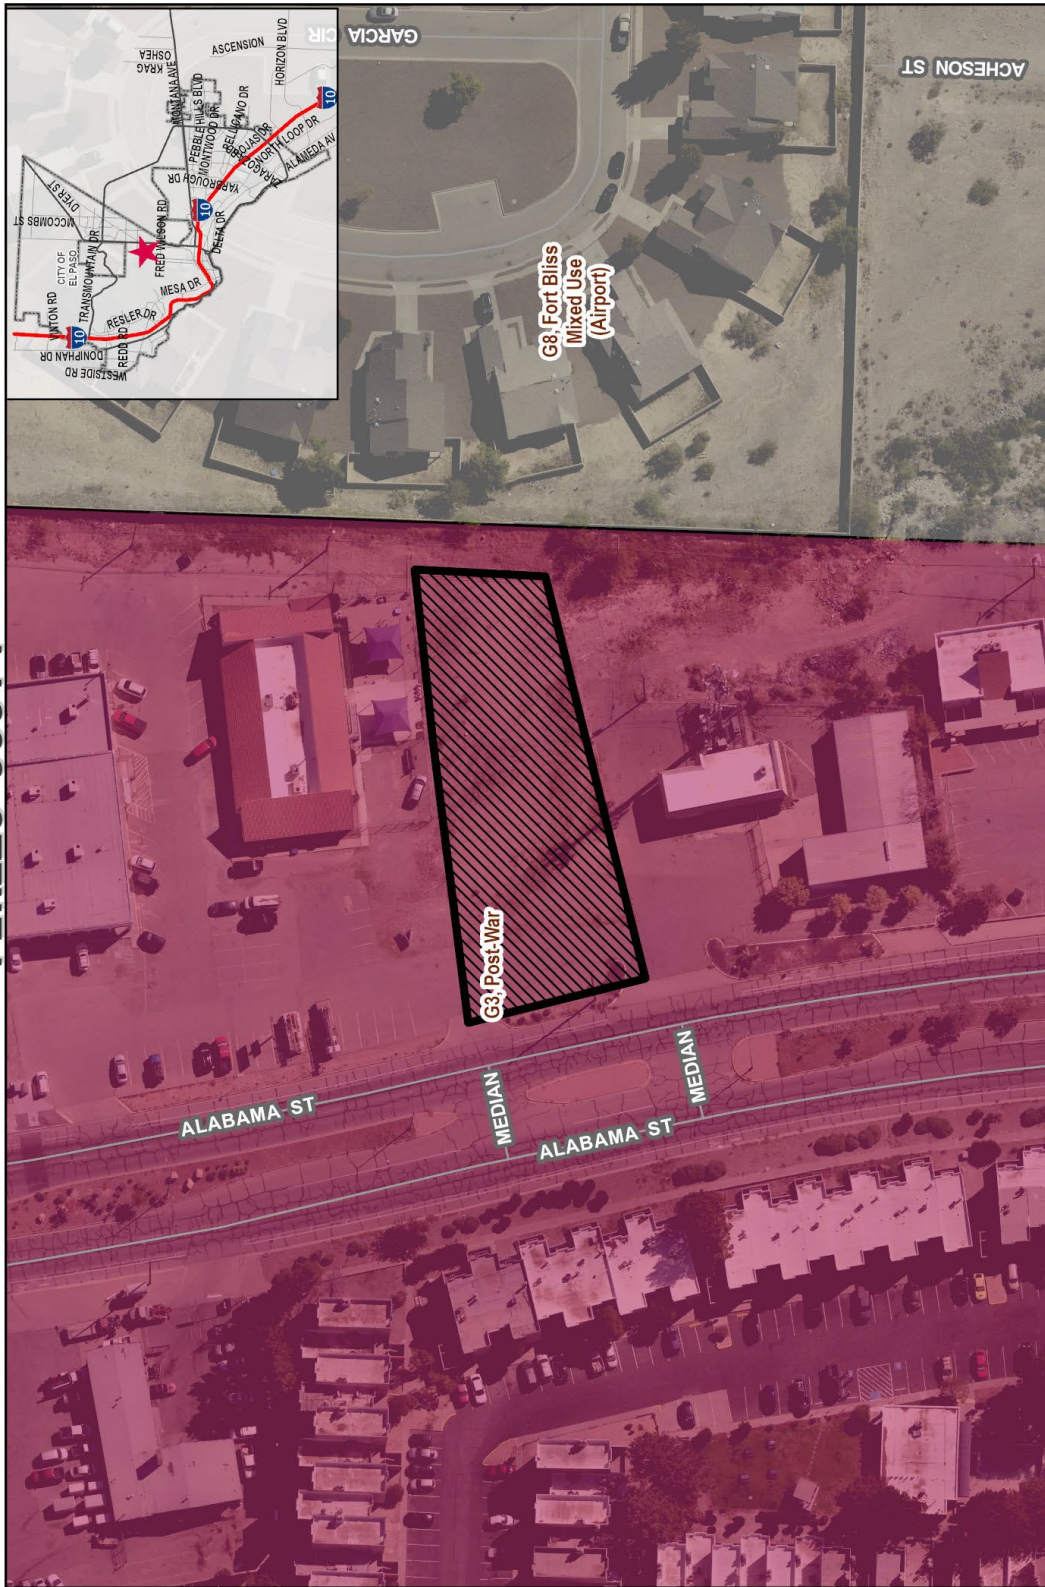 GARCIA CIR
ACHESON ST
ASCENSION
KRAG
OSHEA
MONTANA AVE
HORIZON BLVD
PEBBLE HILLS BLVD
MONTWOOD DR
PELLICANO DR
ROJAS DR
NORTH LOOP DR
ALAMEDA AV
YARBROUGH DR
DYER ST
MCCOMBS ST
FRED WILSON RD
DELTA DR
CITY OF
EL PASO
TRANSMOUNTAIN DR
MESA DR
RESLER DR
VINTON RD
REDD RD
DONIPHAN DR
WESTSIDE RD
10
10
10
G8, Fort Bliss
Mixed Use
(Airport)
G3, Post-War
ALABAMA ST
MEDIAN
MEDIAN
ALABAMA ST